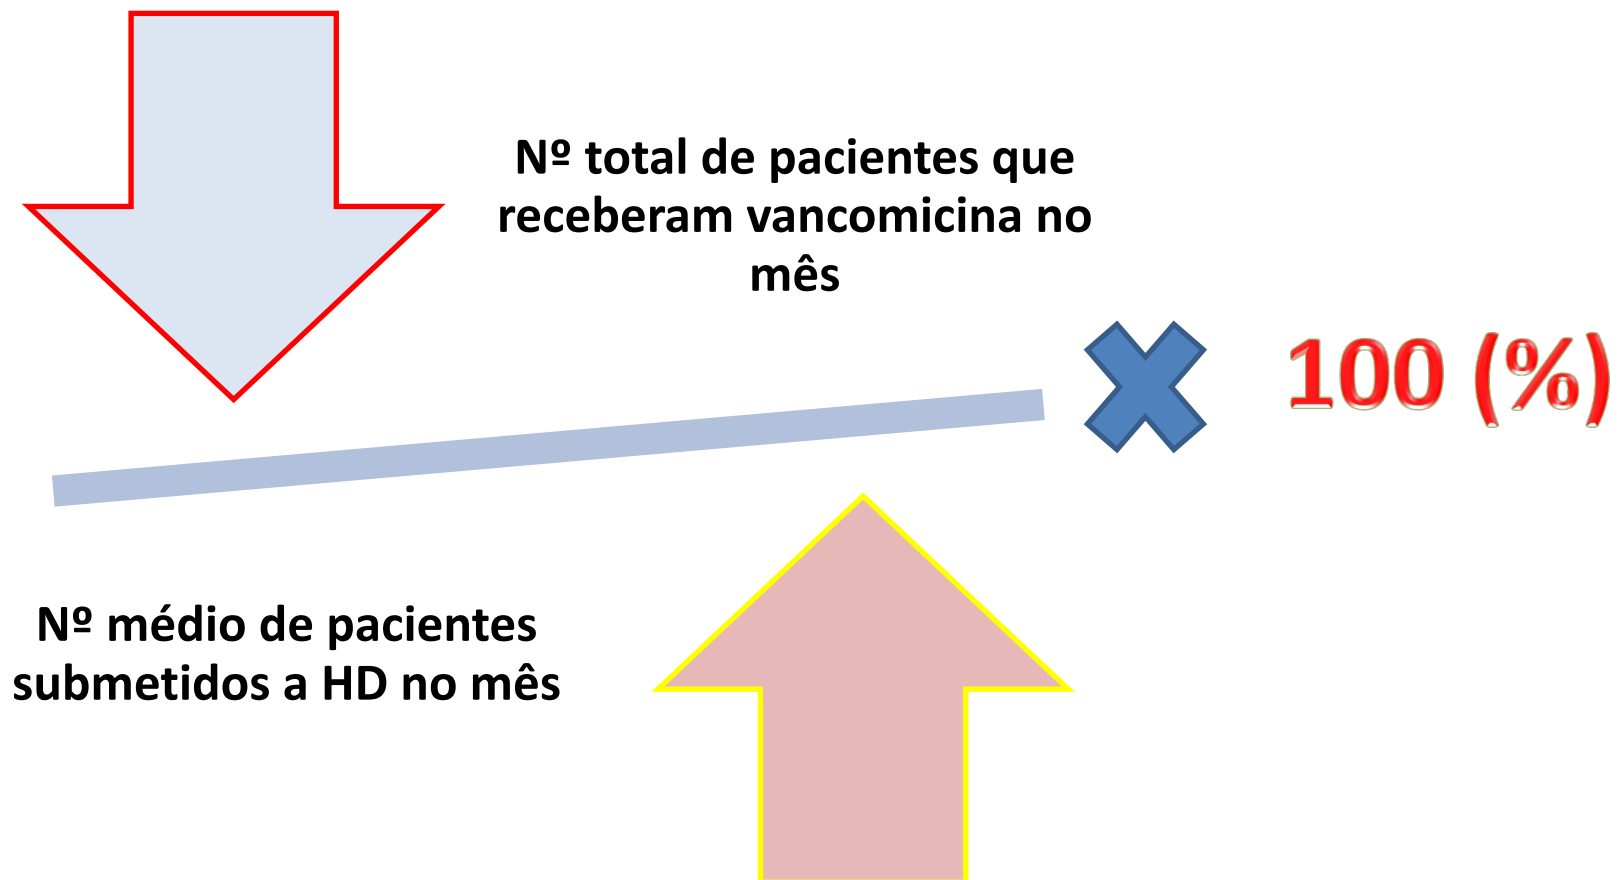 Nº total de pacientes que
receberam vancomicina no
mês
100 (%)
Nº médio de pacientes
submetidos a HD no mês